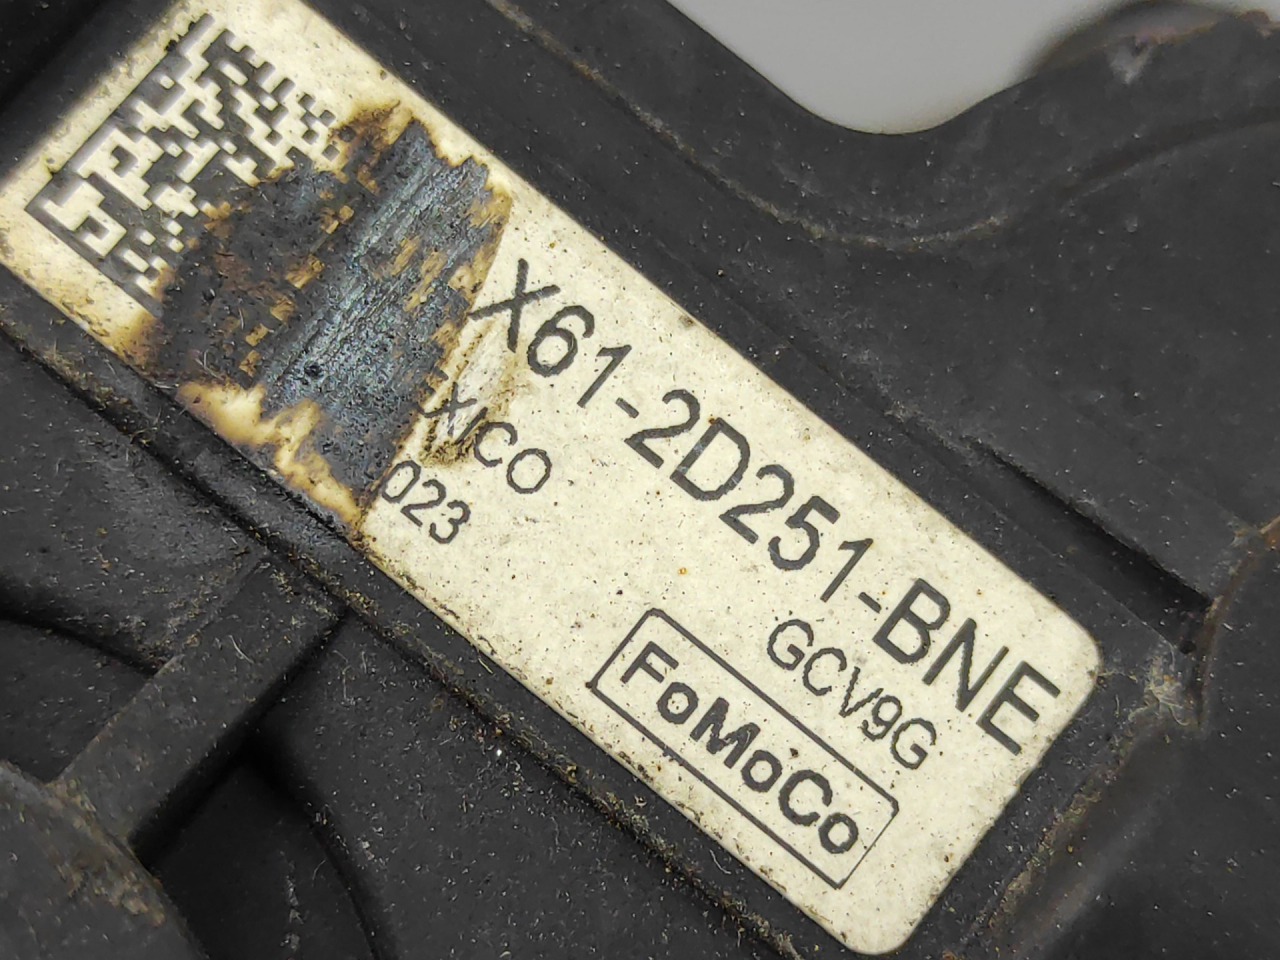 X61-2D251-BNE
XICO GCV9G
023
FoMoCo